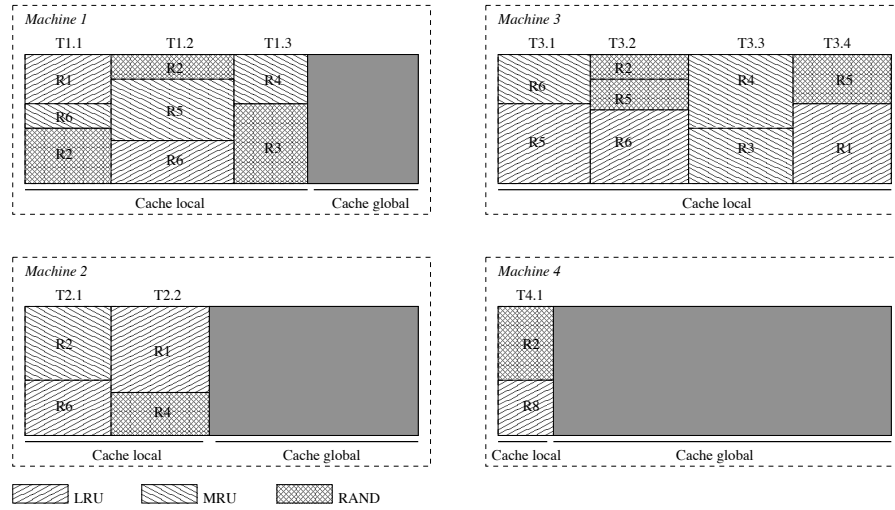 Machine 1
T1.1 T1.2 T1.3
R1
R6
R2
R2
R5
R6
R4
R3
Cache local Cache global
Machine 3
T3.1 T3.2 T3.3 T3.4
R6
R5
R2
R5
R6
R4
R3
R5
R1
Cache local
Machine 2
T2.1 T2.2
R2
R6
R1
R4
Cache local Cache global
Machine 4
T4.1
R2
R8
Cache local Cache global
LRU MRU RAND